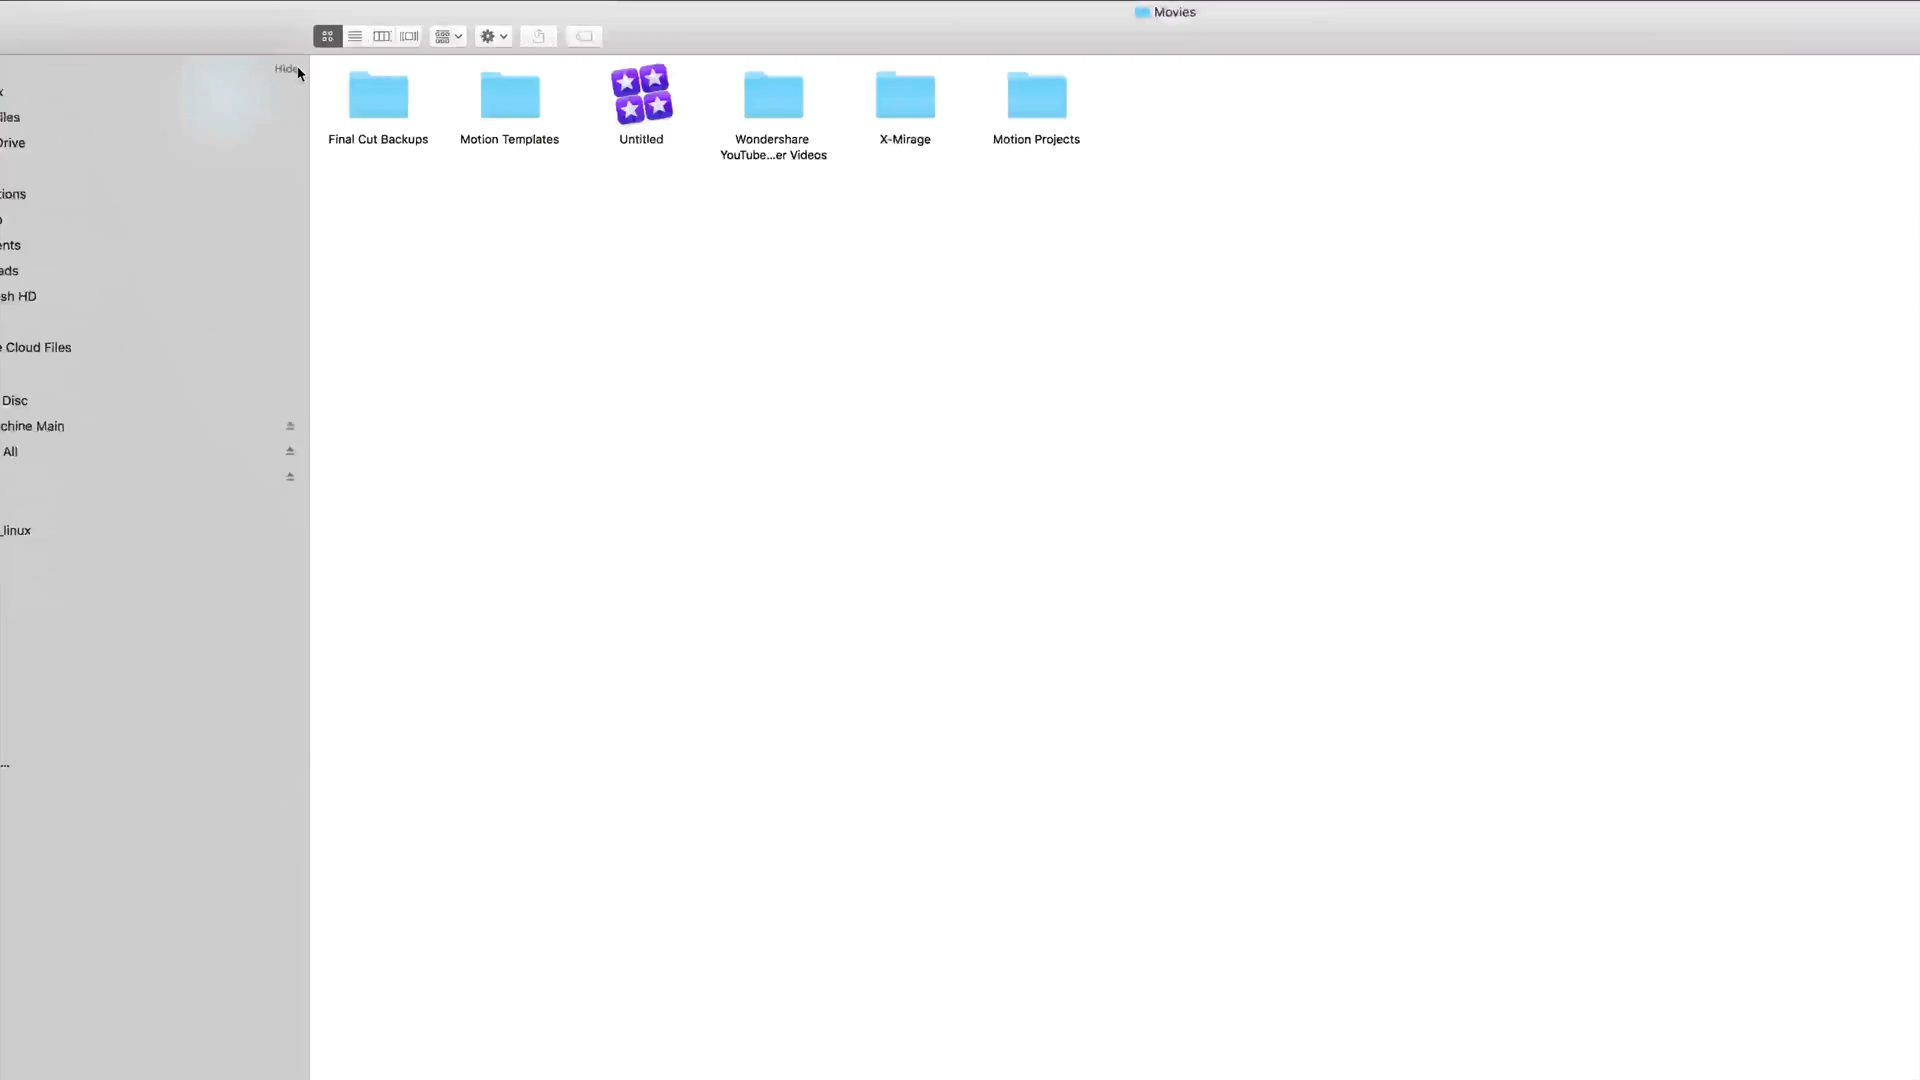 Movies
Hide
x
iles
Drive
tions
ents
ads
sh HD
e Cloud Files
Disc
chine Main
All
_linux
...
Final Cut Backups
Motion Templates
Untitled
Wondershare
YouTube...er Videos
X-Mirage
Motion Projects